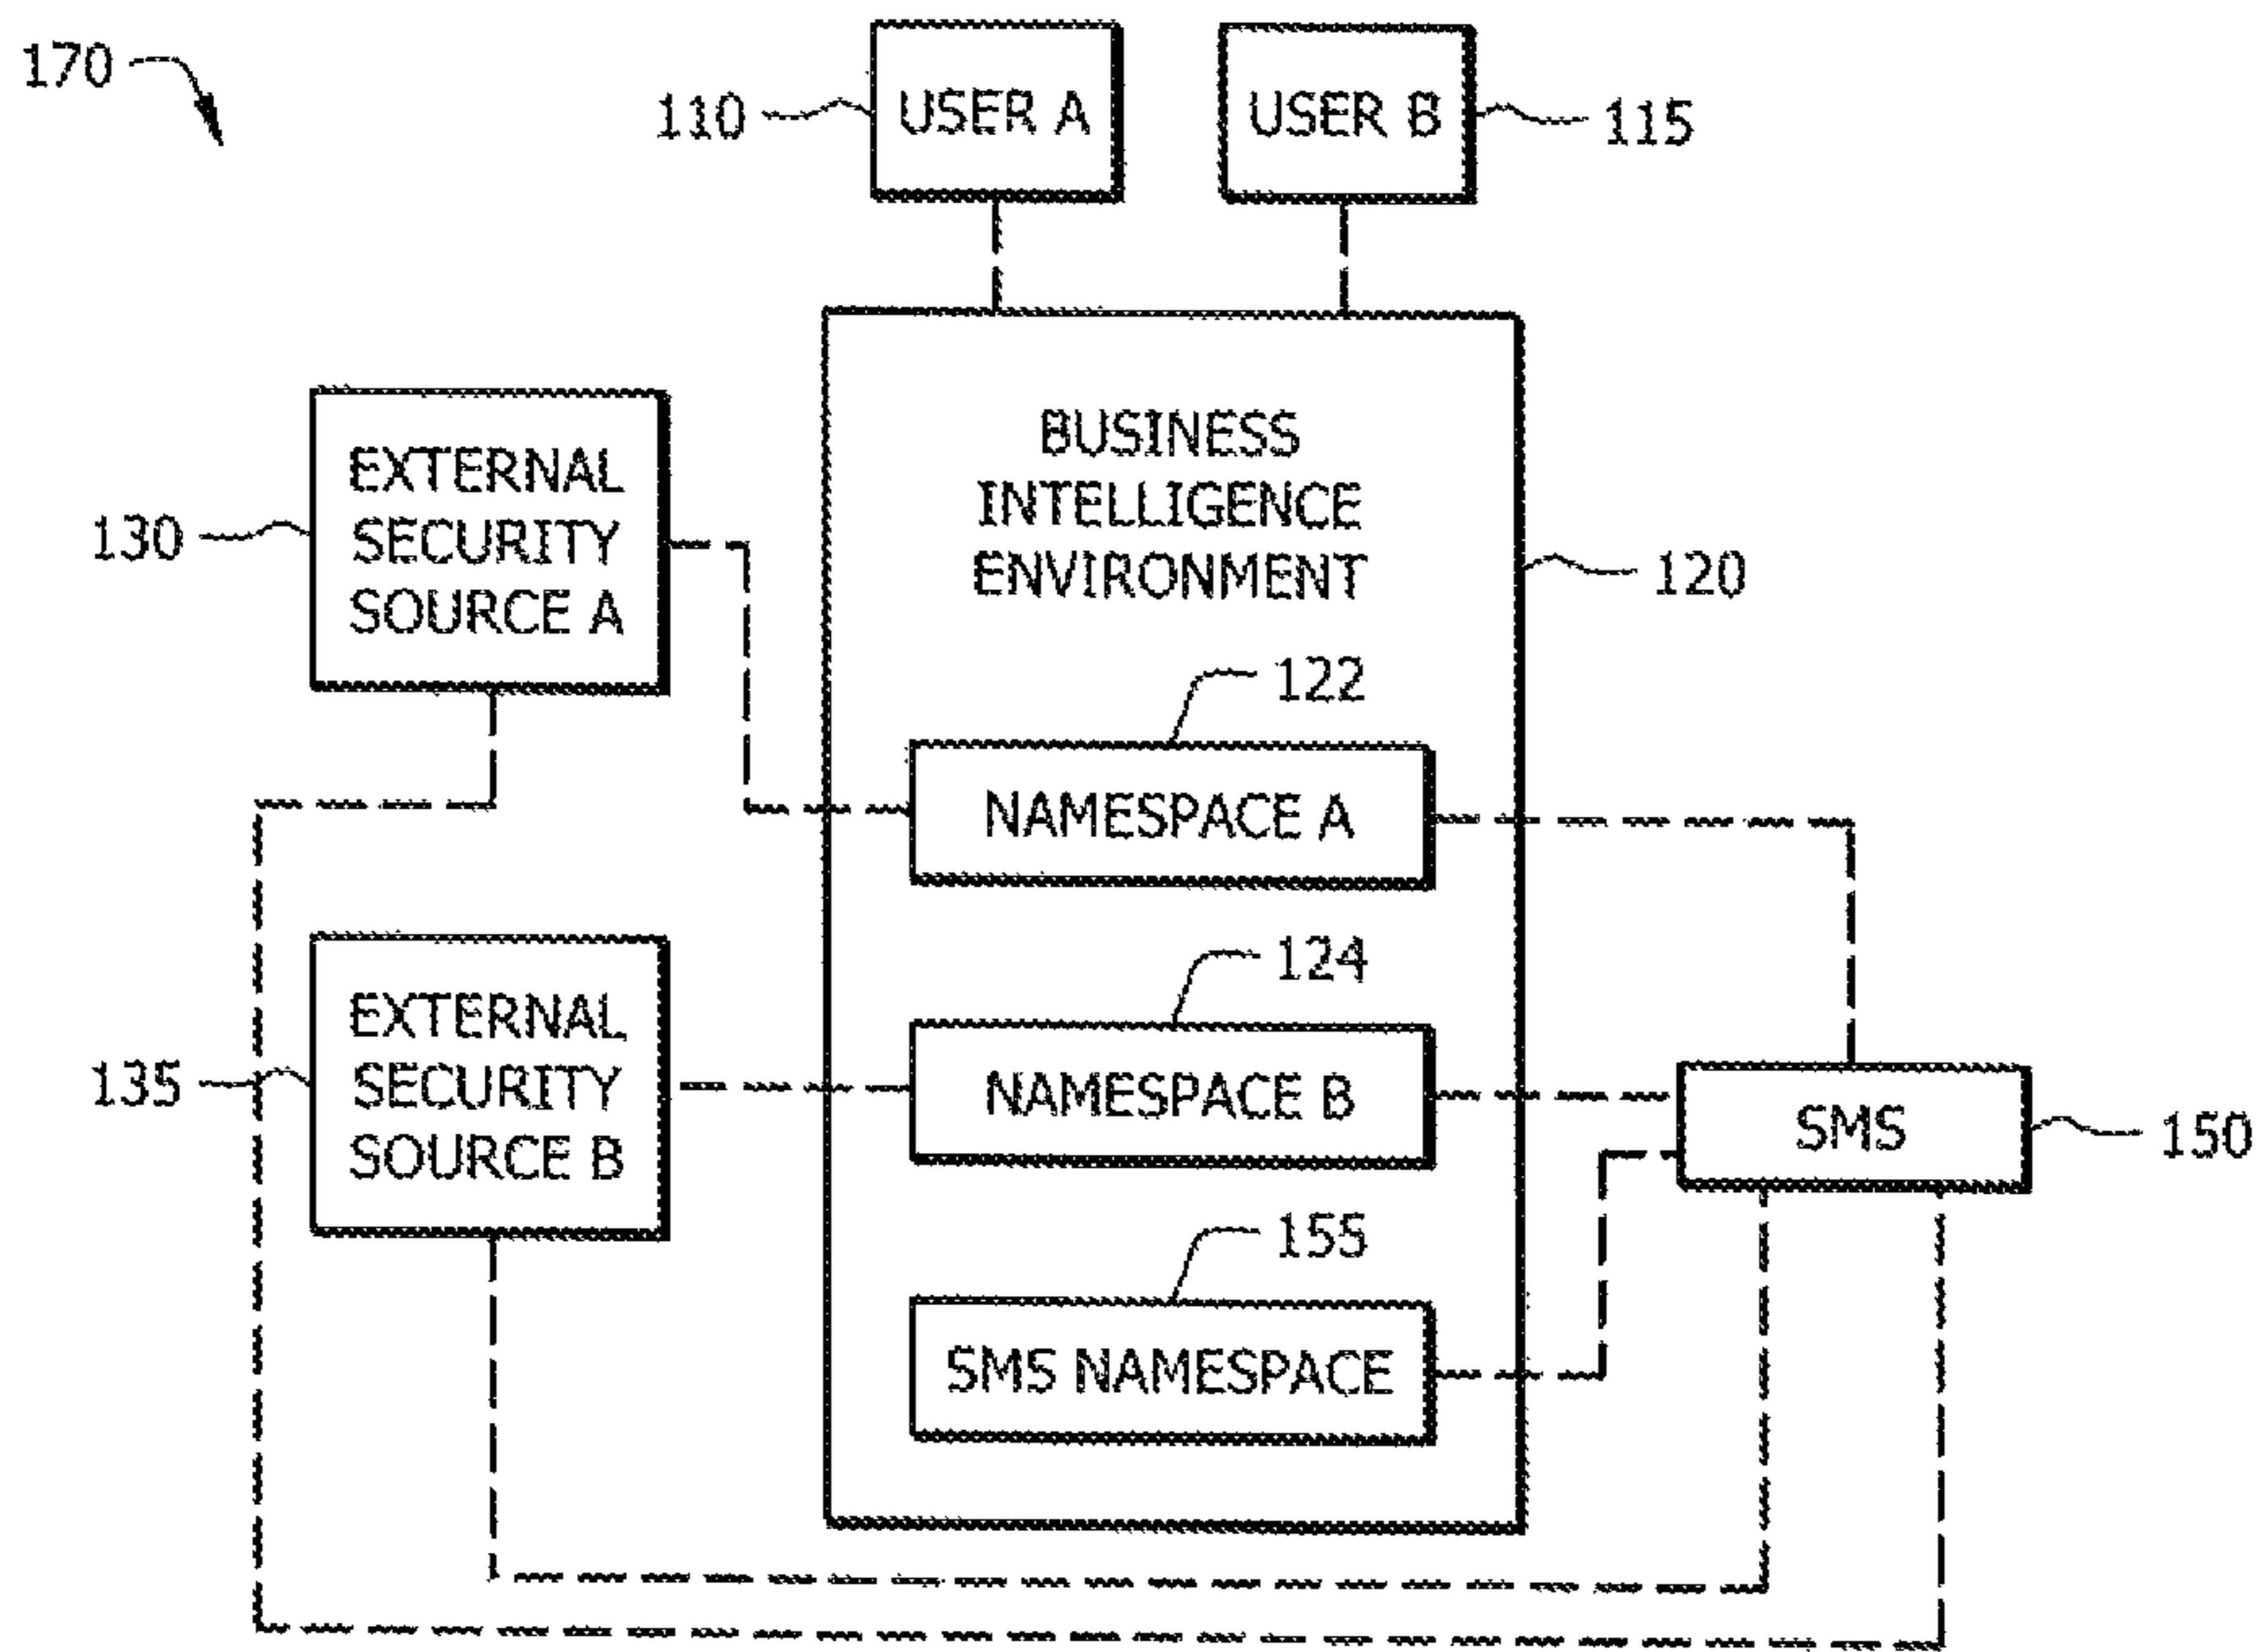 170
110
USER A
USER B
115
BUSINESS
INTELLIGENCE
ENVIRONMENT
120
130
EXTERNAL
SECURITY
SOURCE A
122
NAMESPACE A
124
NAMESPACE B
135
EXTERNAL
SECURITY
SOURCE B
SMS
150
155
SMS NAMESPACE